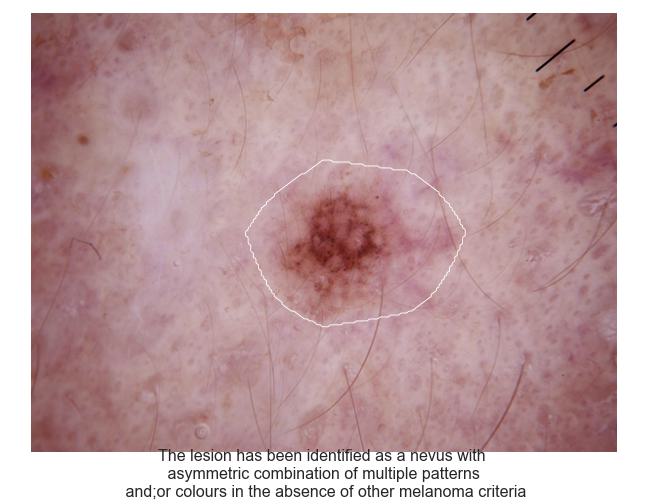 The lesion has been identified as a nevus with
asymmetric combination of multiple patterns
and;or colours in the absence of other melanoma criteria